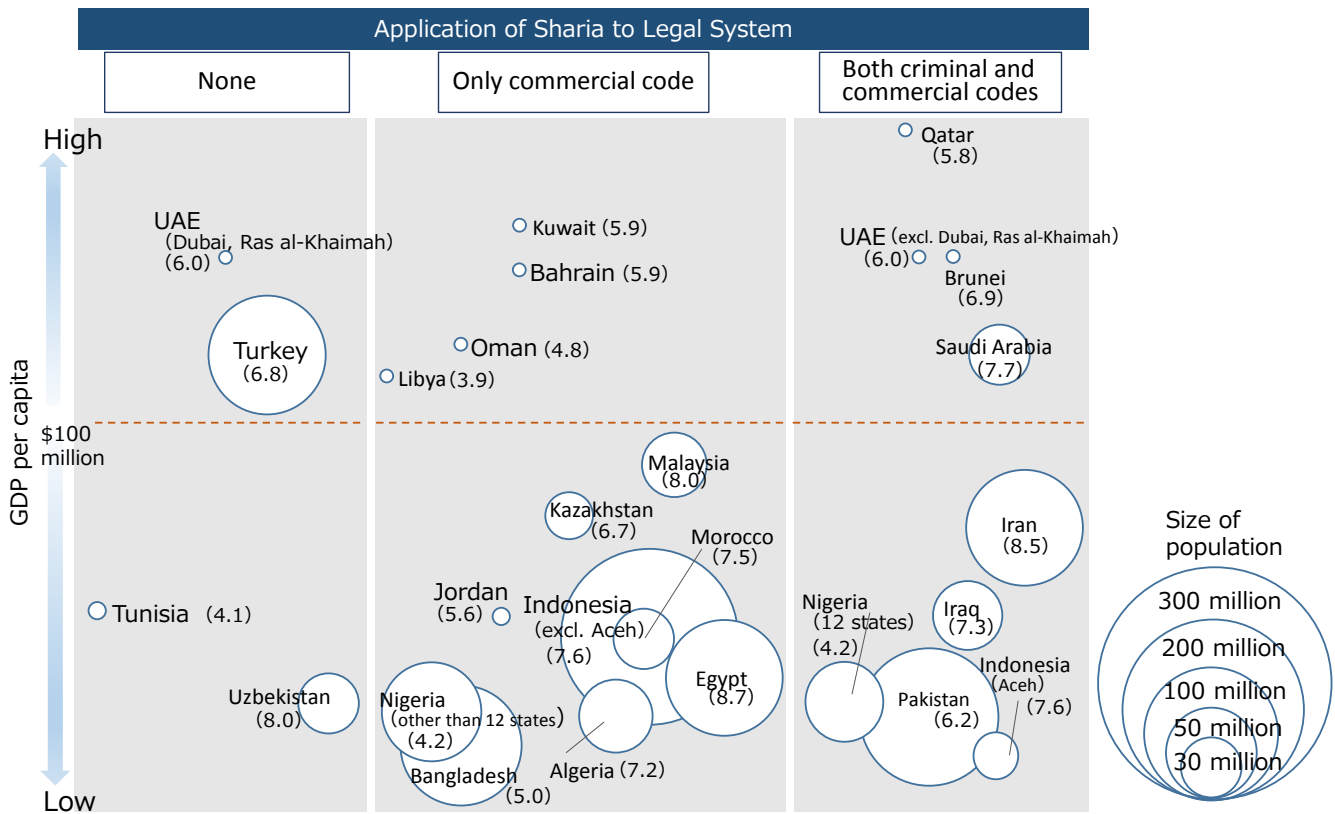 Application of Sharia to Legal System
None
Only commercial code
Both criminal and
commercial codes
High
GDP per capita
$100
million
Low
UAE
(Dubai, Ras al-Khaimah)
(6.0)
Turkey
(6.8)
Tunisia (4.1)
Uzbekistan
(8.0)
Kuwait (5.9)
Bahrain (5.9)
Oman (4.8)
Libya (3.9)
Malaysia
(8.0)
Kazakhstan
(6.7)
Morocco
(7.5)
Jordan
(5.6)
Indonesia
(excl. Aceh)
(7.6)
Egypt
(8.7)
Nigeria
(other than 12 states)
(4.2)
Bangladesh
(5.0)
Algeria (7.2)
Qatar
(5.8)
UAE (excl. Dubai, Ras al-Khaimah)
(6.0)
Brunei
(6.9)
Saudi Arabia
(7.7)
Iran
(8.5)
Nigeria
(12 states)
(4.2)
Iraq
(7.3)
Indonesia
(Aceh)
(7.6)
Pakistan
(6.2)
Size of
population
300 million
200 million
100 million
50 million
30 million